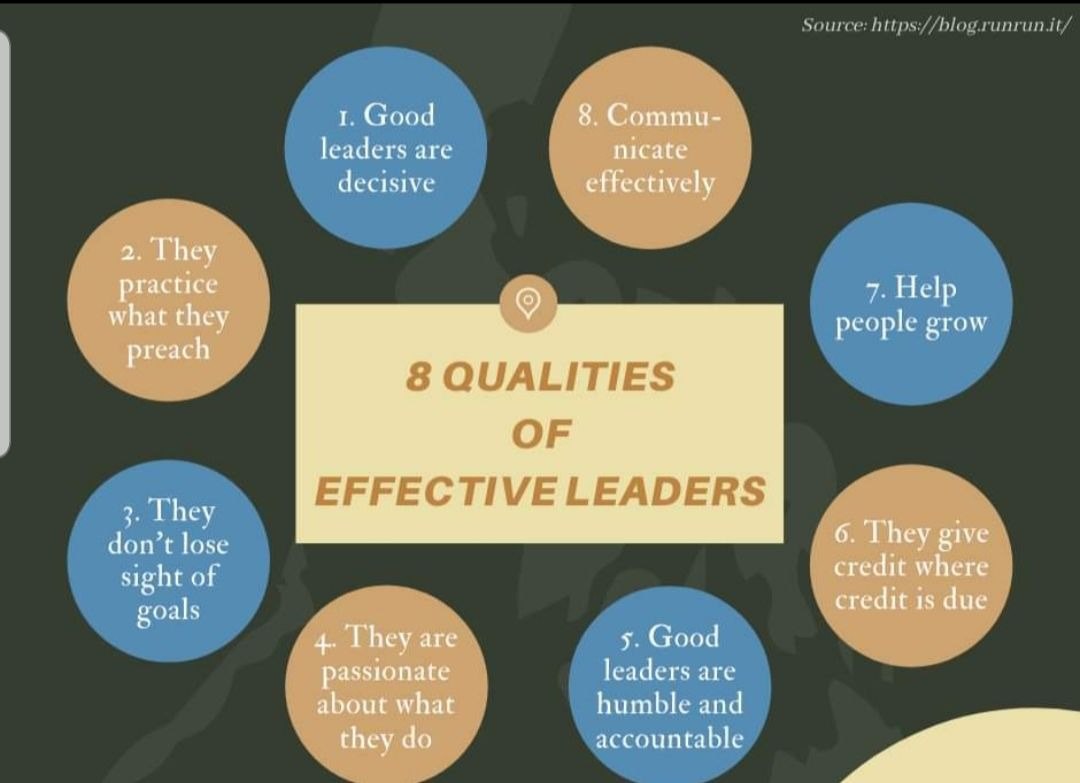 Source: https://blog.runrun.it/
8 QUALITIES
OF
EFFECTIVE LEADERS
1. Good
leaders are
decisive
2. They
practice
what they
preach
3. They
don't lose
sight of
goals
4. They are
passionate
about what
they do
5. Good
leaders are
humble and
accountable
6. They give
credit where
credit is due
7. Help
people grow
8. Commu-
nicate
effectively